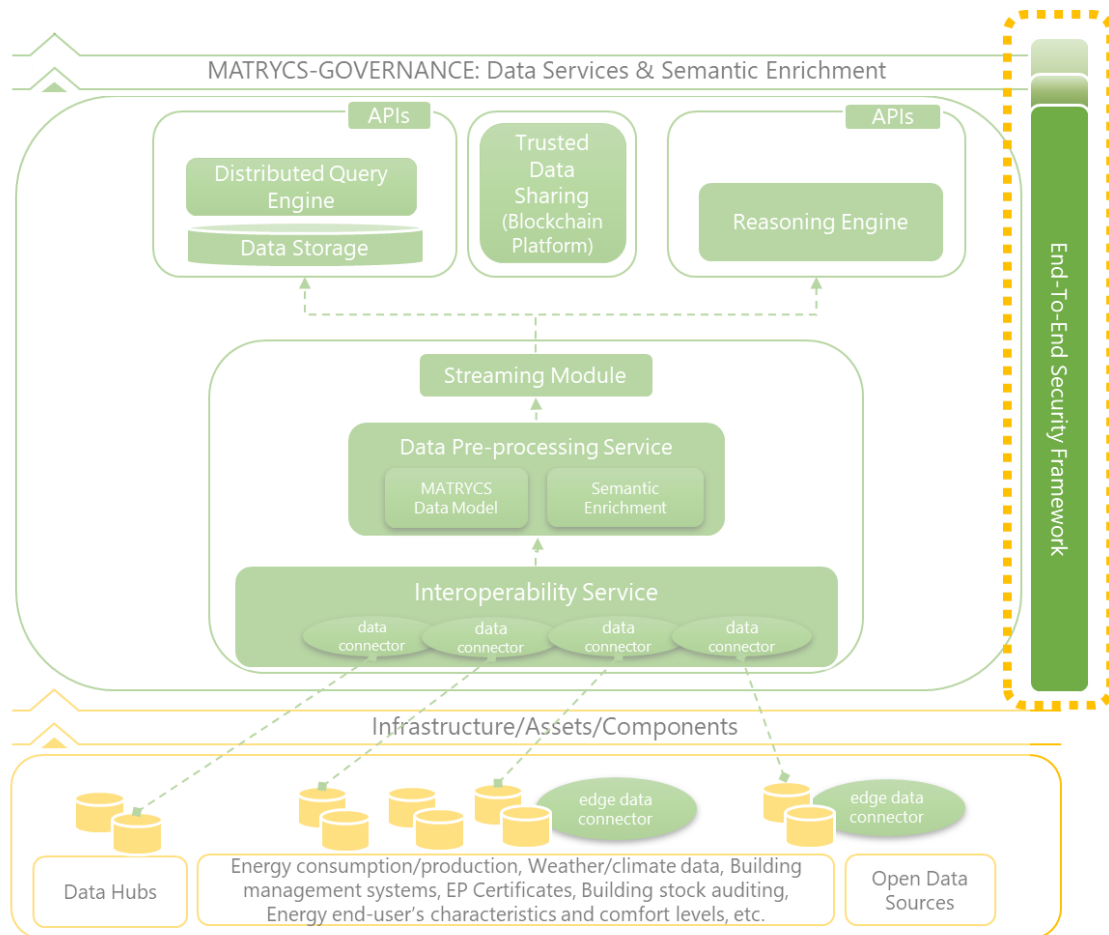 MATRYCS-GOVERNANCE: Data Services & Semantic Enrichment
APIs
Distributed Query
Engine
Data Storage
Trusted
Data
Sharing
(Blockchain
Platform)
APIs
Reasoning Engine
End-To-End Security Framework
Streaming Module
Data Pre-processing Service
MATRYCS
Data Model
Semantic
Enrichment
Interoperability Service
data
connector
data
connector
data
connector
data
connector
Infrastructure/Assets/Components
edge data
connector
edge data
connector
Data Hubs
Energy consumption/production, Weather/climate data, Building
management systems, EP Certificates, Building stock auditing,
Energy end-user's characteristics and comfort levels, etc.
Open Data
Sources